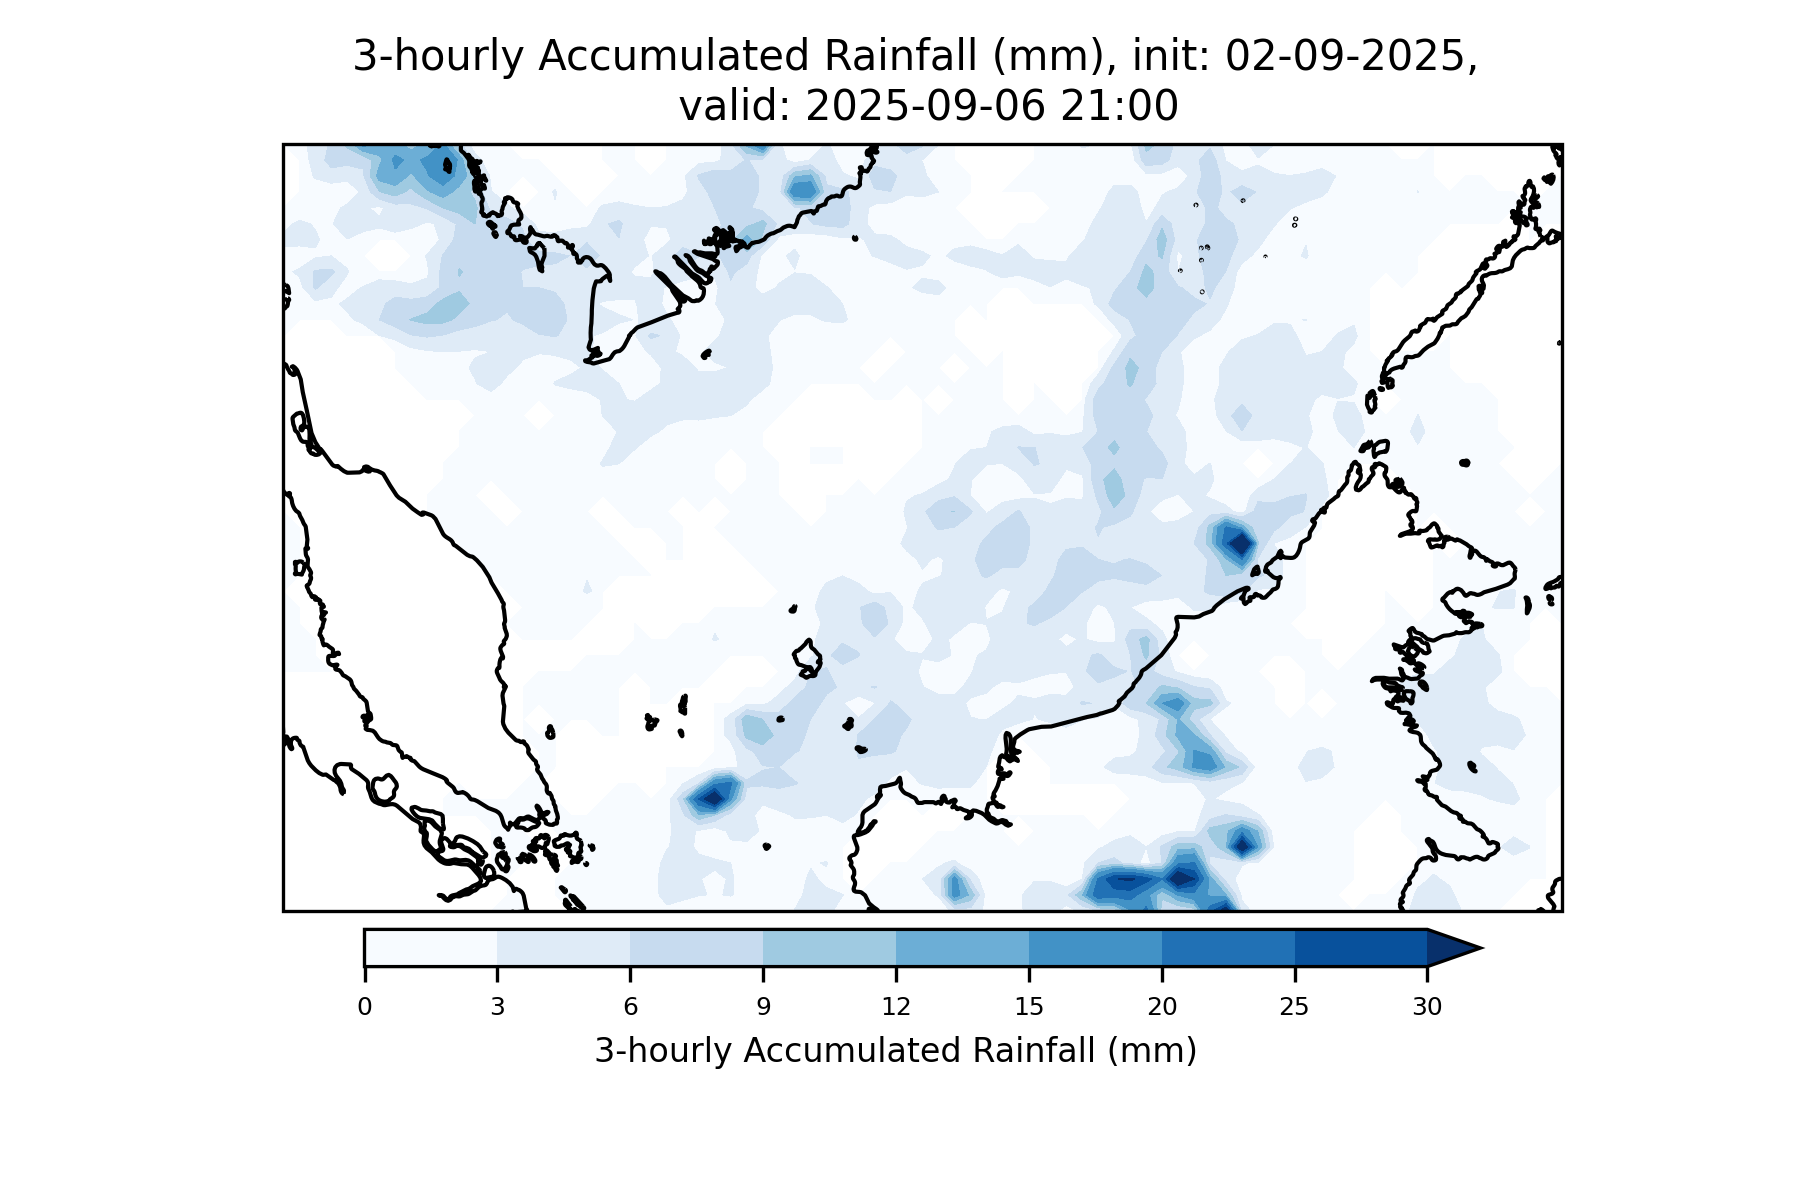 3-hourly Accumulated Rainfall (mm), init: 02-09-2025,
valid: 2025-09-06 21:00
0 3 6 9 12 15 20 25 30
3-hourly Accumulated Rainfall (mm)